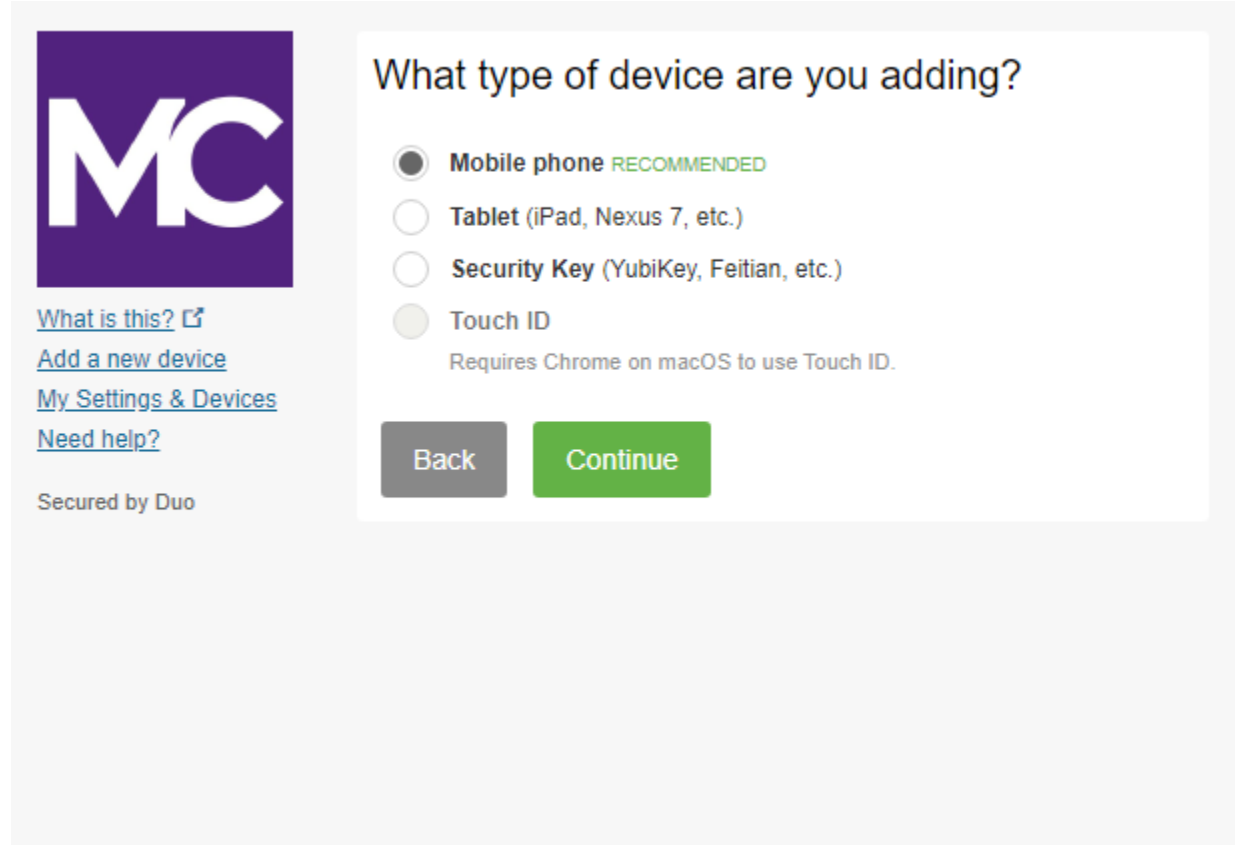 MC
What is this?
Add a new device
My Settings & Devices
Need help?
Secured by Duo
What type of device are you adding?
Mobile phone RECOMMENDED
Tablet (iPad, Nexus 7, etc.)
Security Key (YubiKey, Feitian, etc.)
Touch ID
Requires Chrome on macOS to use Touch ID.
Back
Continue